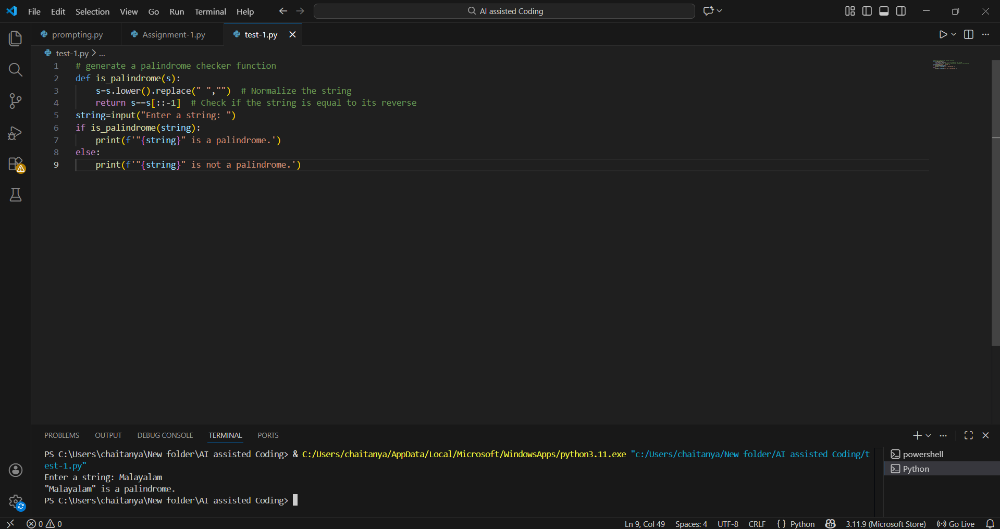 File Edit Selection View Go Run Terminal Help
AI assisted Coding
prompting.py Assignment-1.py test-1.py
test-1.py > ...
1 # generate a palindrome checker function
2 def is_palindrome(s):
3     s=s.lower().replace(" ","")  # Normalize the string
4     return s==s[::-1]  # Check if the string is equal to its reverse
5 string=input("Enter a string: ")
6 if is_palindrome(string):
7     print(f'"{string}" is a palindrome.')
8 else:
9     print(f'"{string}" is not a palindrome.')
PROBLEMS OUTPUT DEBUG CONSOLE TERMINAL PORTS
PS C:\Users\chaitanya\New folder\AI assisted Coding> & C:/Users/chaitanya/AppData/Local/Microsoft/WindowsApps/python3.11.exe "c:/Users/chaitanya/New folder/AI assisted Coding/t
est-1.py"
Enter a string: Malayalam
"Malayalam" is a palindrome.
PS C:\Users\chaitanya\New folder\AI assisted Coding>
powershell
Python
0 0 Ln 9, Col 49 Spaces: 4 UTF-8 CRLF {} Python 3.11.9 (Microsoft Store) Go Live